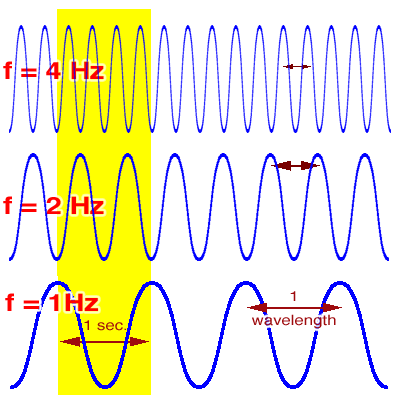 f = 4 Hz
f = 2 Hz
f = 1Hz
1 sec.
1
wavelength